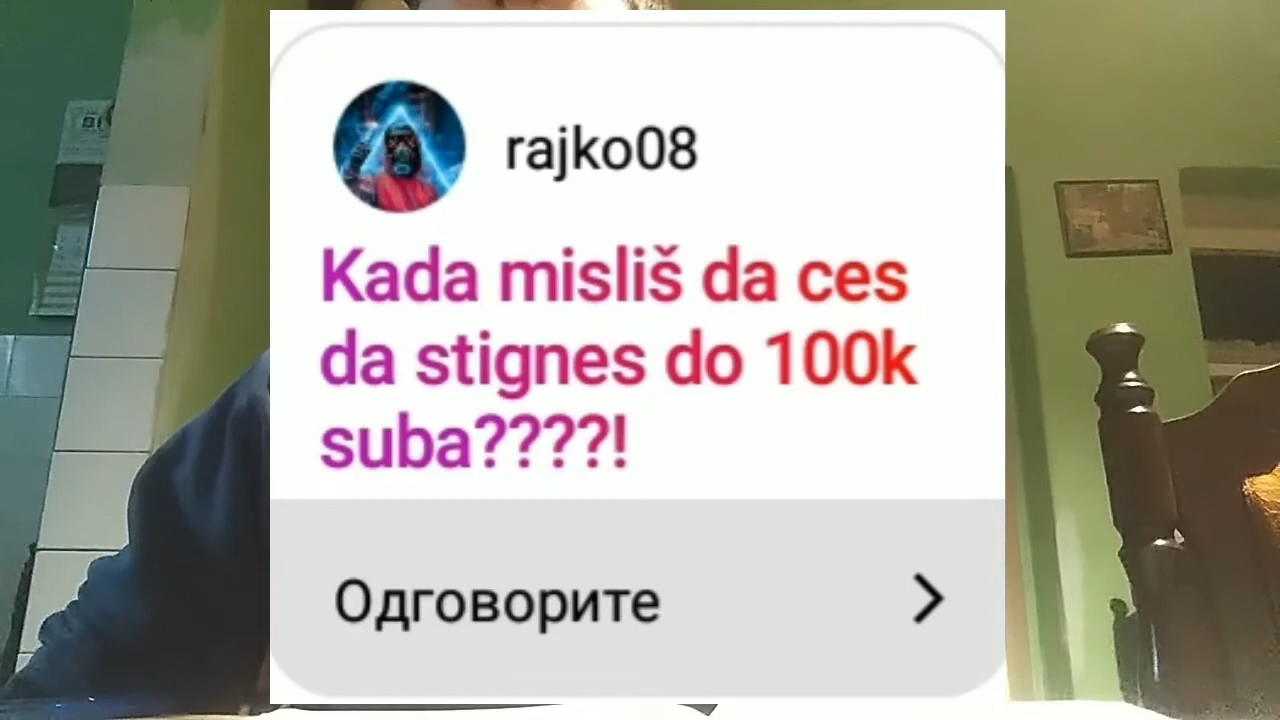 rajko08
Kada misliš da ces
da stignes do 100k
suba????!
Одговорите